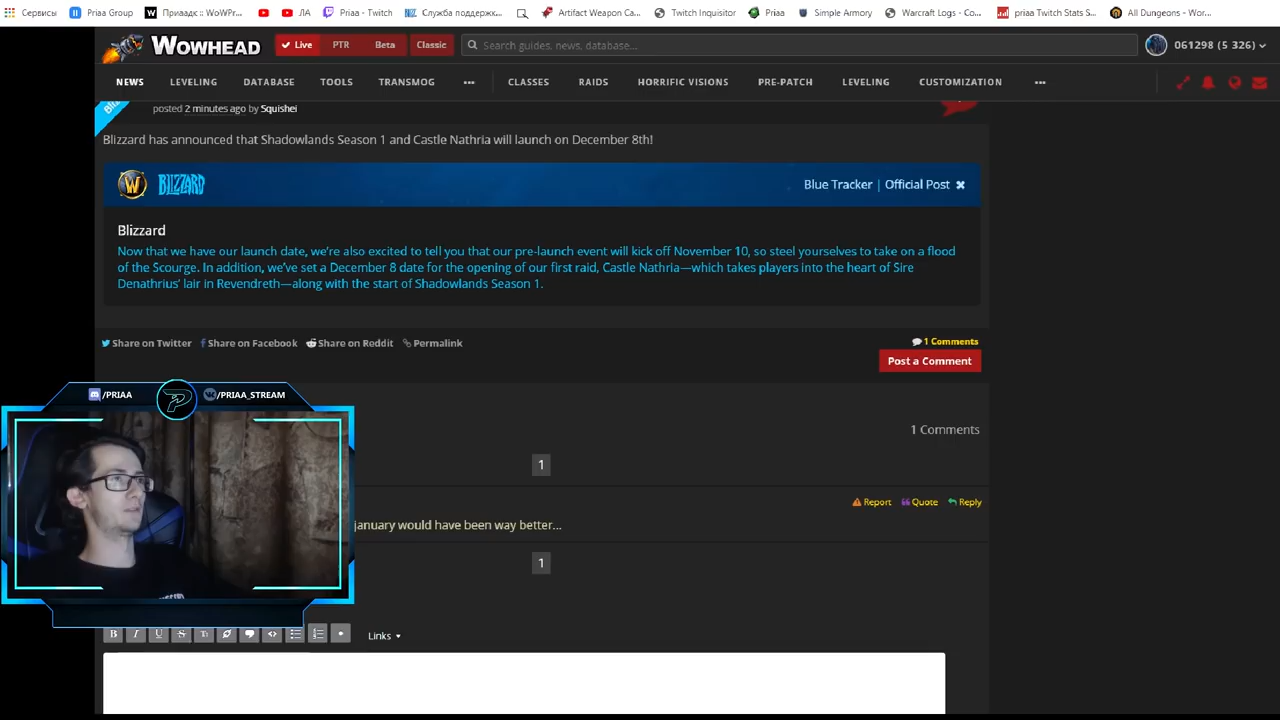 Сервисы Priaa Group Приаадк :: WoWPr... ЛА Priaa - Twitch Служба поддержк... Artifact Weapon Ca... Twitch Inquisitor Priaa Simple Armory Warcraft Logs - Co... priaa Twitch Stats S... All Dungeons - Wor...
WOWHEAD Live PTR Beta Classic Search guides, news, database... 061298 (5 326)
NEWS LEVELING DATABASE TOOLS TRANSMOG ••• CLASSES RAIDS HORRIFIC VISIONS PRE-PATCH LEVELING CUSTOMIZATION •••
posted 2 minutes ago by Squishei
Blizzard has announced that Shadowlands Season 1 and Castle Nathria will launch on December 8th!
W BLIZZARD Blue Tracker | Official Post
Blizzard
Now that we have our launch date, we're also excited to tell you that our pre-launch event will kick off November 10, so steel yourselves to take on a flood
of the Scourge. In addition, we've set a December 8 date for the opening of our first raid, Castle Nathria—which takes players into the heart of Sire
Denathrius' lair in Revendreth—along with the start of Shadowlands Season 1.
Share on Twitter Share on Facebook Share on Reddit Permalink 1 Comments
Post a Comment
/PRIAA /PRIAA_STREAM
1 Comments
1
Report Quote Reply
january would have been way better...
1
B I U S Links